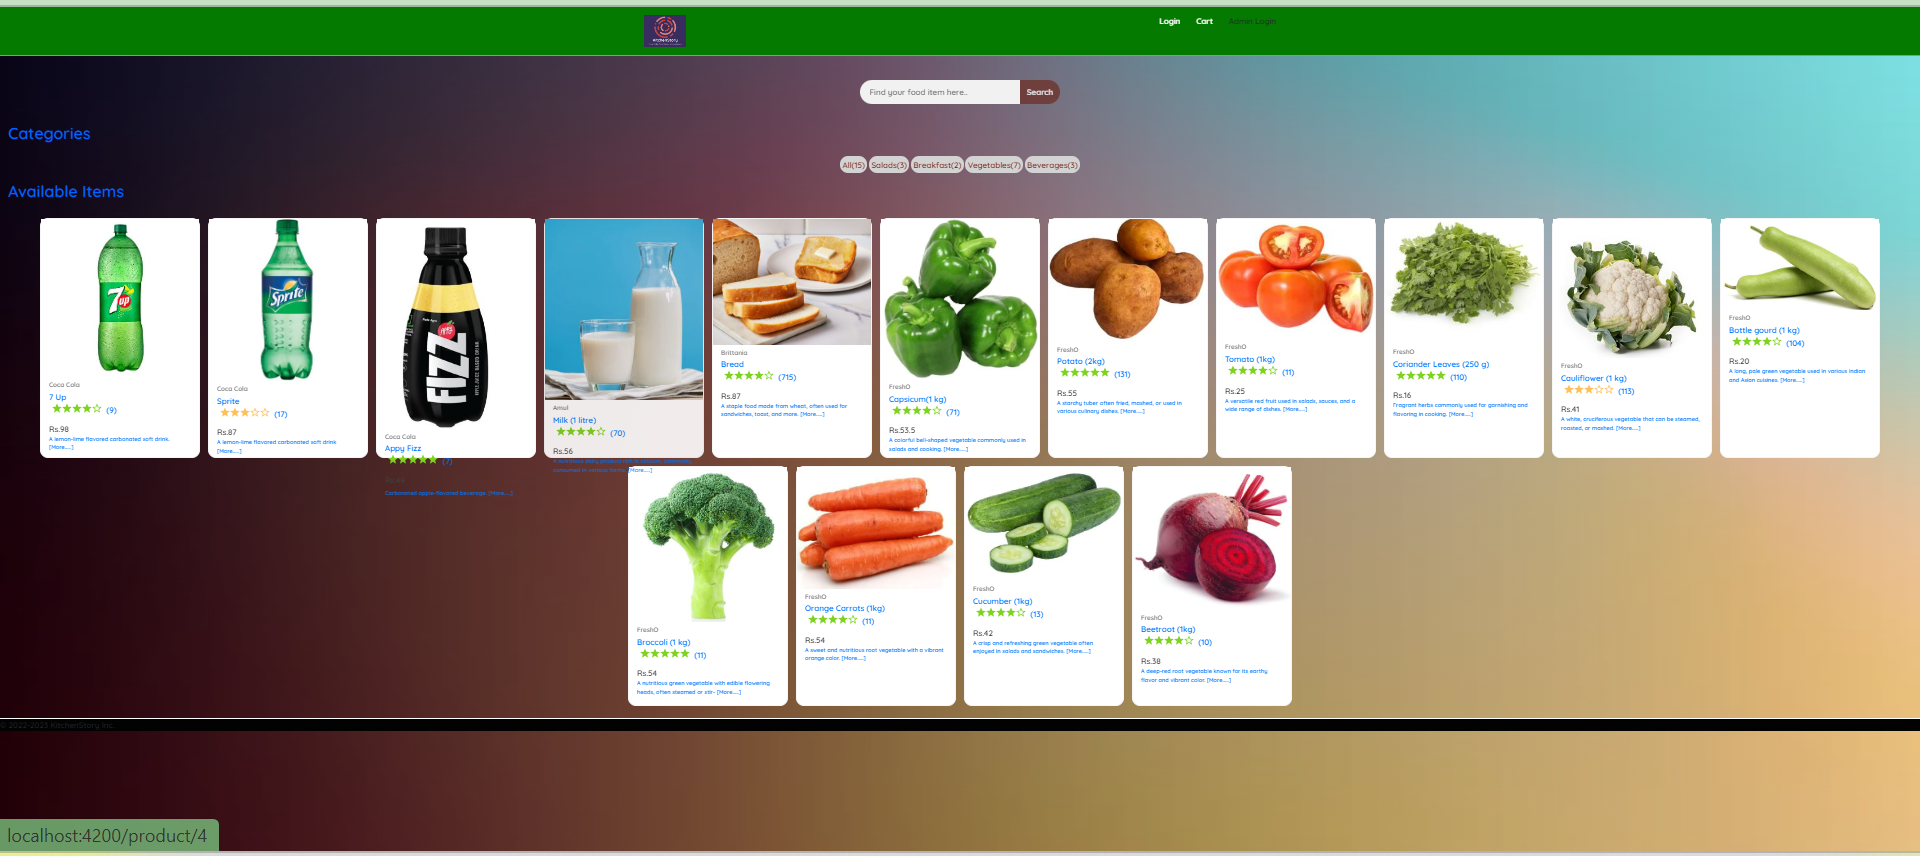 KitchenStory
Login
Cart
Admin Login
Find your food item here..
Search
Categories
All(15)
Salads(3)
Breakfast(2)
Vegetables(7)
Beverages(3)
Available Items
7up
Coca Cola
7 Up
(9)
Rs.98
A lemon-lime flavored carbonated soft drink.
[More.....]
Sprite
Coca Cola
Sprite
(17)
Rs.87
A lemon-lime flavored carbonated soft drink
[More.....]
FIZZ
Coca Cola
Appy Fizz
(7)
Carbonated apple-flavored beverage. [More.....]
Amul
Milk (1 litre)
(70)
Rs.56
[More.....]
Brittania
Bread
(715)
Rs.87
A staple food made from wheat, often used for
sandwiches, toast, and more. [More.....]
FreshO
Capsicum(1 kg)
(71)
Rs.53.5
A colorful bell-shaped vegetable commonly used in
salads and cooking. [More.....]
FreshO
Potato (2kg)
(131)
Rs.55
A starchy tuber often fried, mashed, or used in
various culinary dishes. [More.....]
FreshO
Tomato (1kg)
(11)
Rs.25
A versatile red fruit used in salads, sauces, and a
wide range of dishes. [More.....]
FreshO
Coriander Leaves (250 g)
(110)
Rs.16
Fragrant herbs commonly used for garnishing and
flavoring in cooking. [More.....]
FreshO
Cauliflower (1 kg)
(113)
Rs.41
A white, cruciferous vegetable that can be steamed,
roasted, or mashed. [More.....]
FreshO
Bottle gourd (1 kg)
(104)
Rs.20
A long, pale green vegetable used in various Indian
and Asian cuisines. [More.....]
FreshO
Broccoli (1 kg)
(11)
Rs.54
A nutritious green vegetable with edible flowering
heads, often steamed or stir- [More.....]
FreshO
Orange Carrots (1kg)
(11)
Rs.54
A sweet and nutritious root vegetable with a vibrant
orange color. [More.....]
FreshO
Cucumber (1kg)
(13)
Rs.42
A crisp and refreshing green vegetable often
enjoyed in salads and sandwiches. [More.....]
FreshO
Beetroot (1kg)
(10)
Rs.38
A deep-red root vegetable known for its earthy
flavor and vibrant color. [More.....]
© 2022-2023 KitchenStory Inc.
localhost:4200/product/4